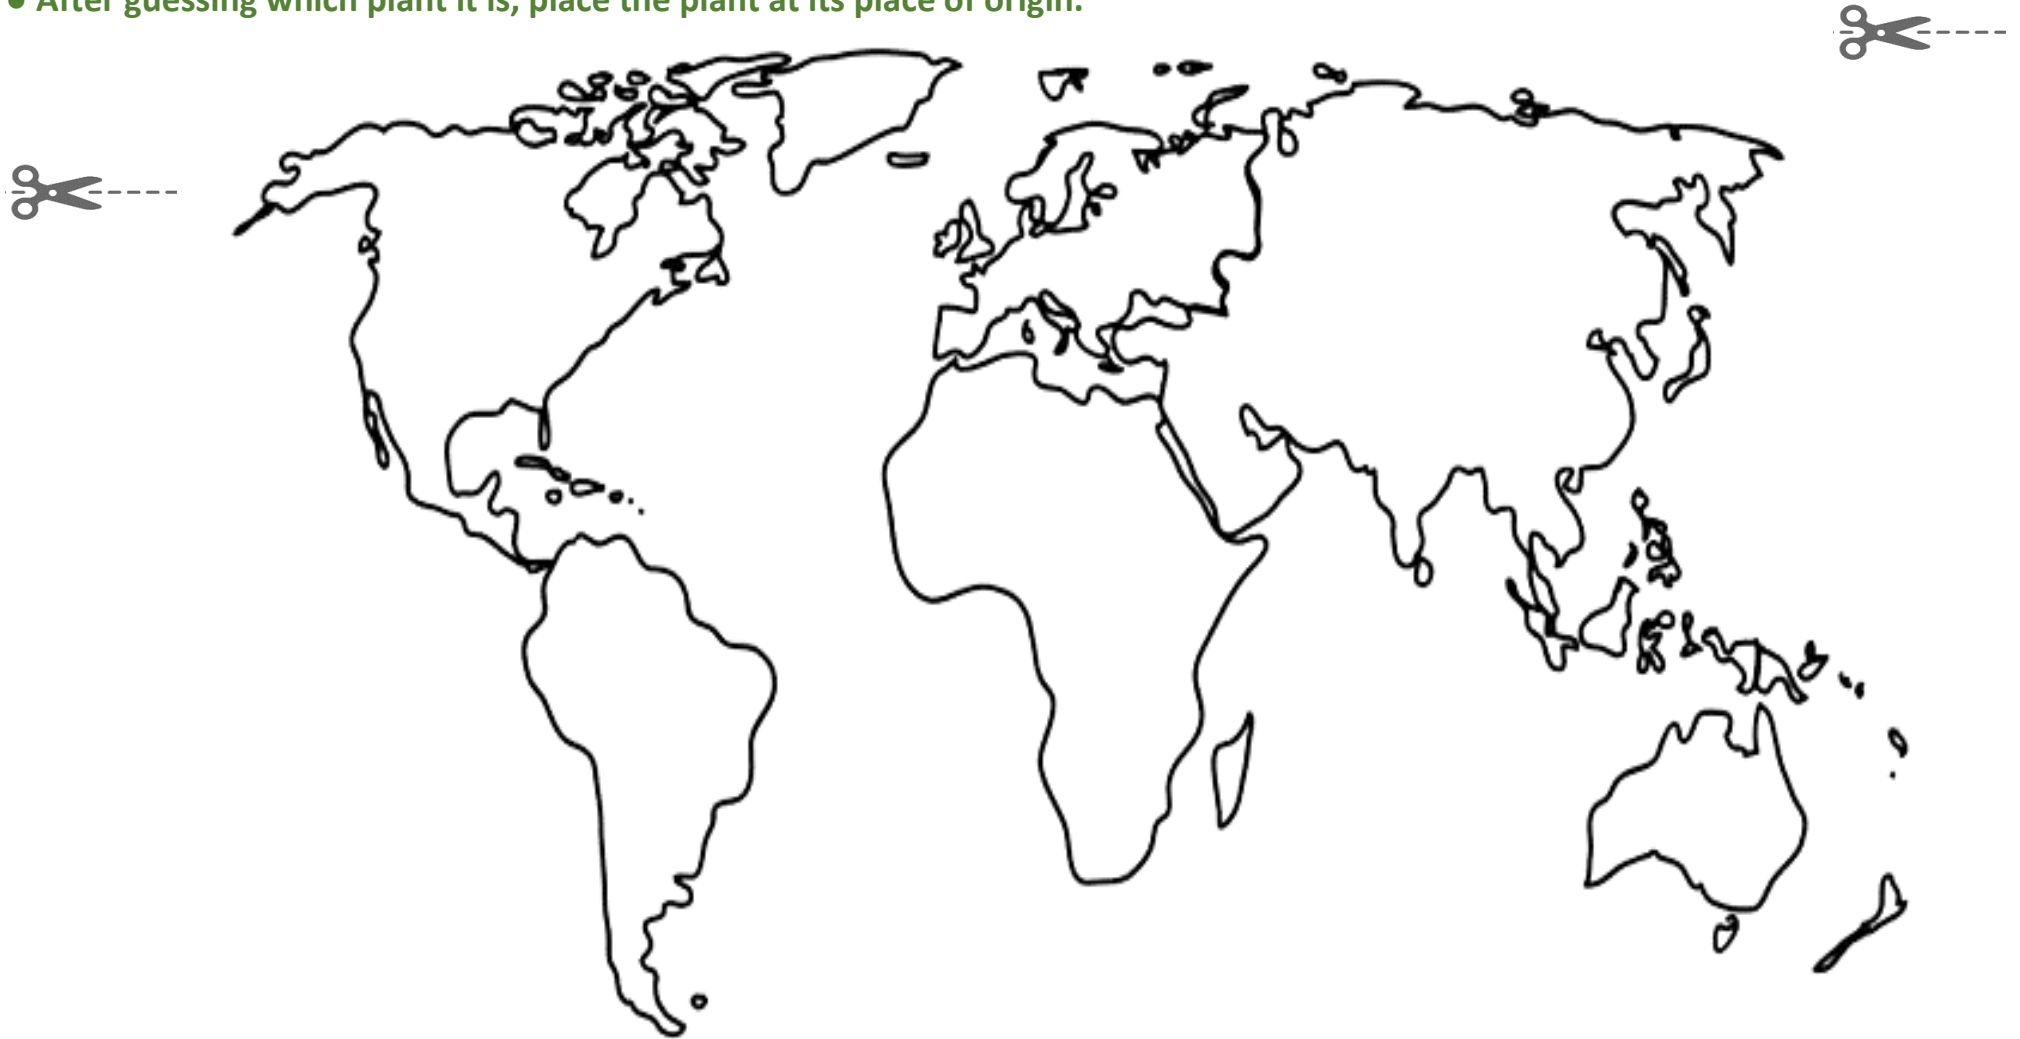 ● After guessing which plant it is, place the plant at its place of origin.